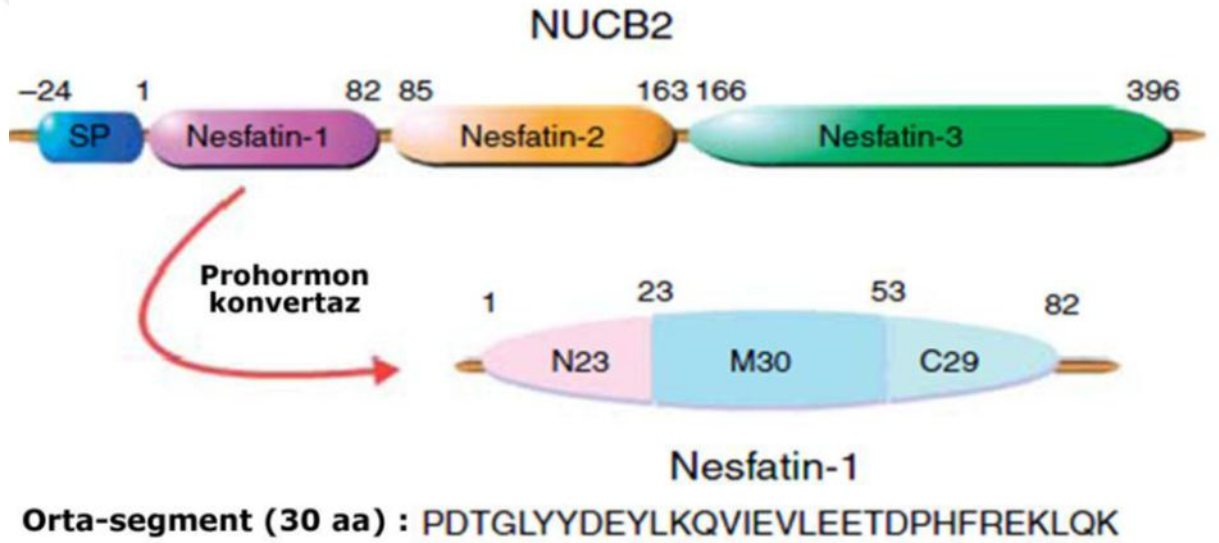 NUCB2
–24 1 82 85 163 166 396
SP Nesfatin-1 Nesfatin-2 Nesfatin-3
Prohormon
konvertaz
1 23 53 82
N23 M30 C29
Nesfatin-1
Orta-segment (30 aa) : PDTGLYYDEYLKQVIEVLEETDPHFREKLQK